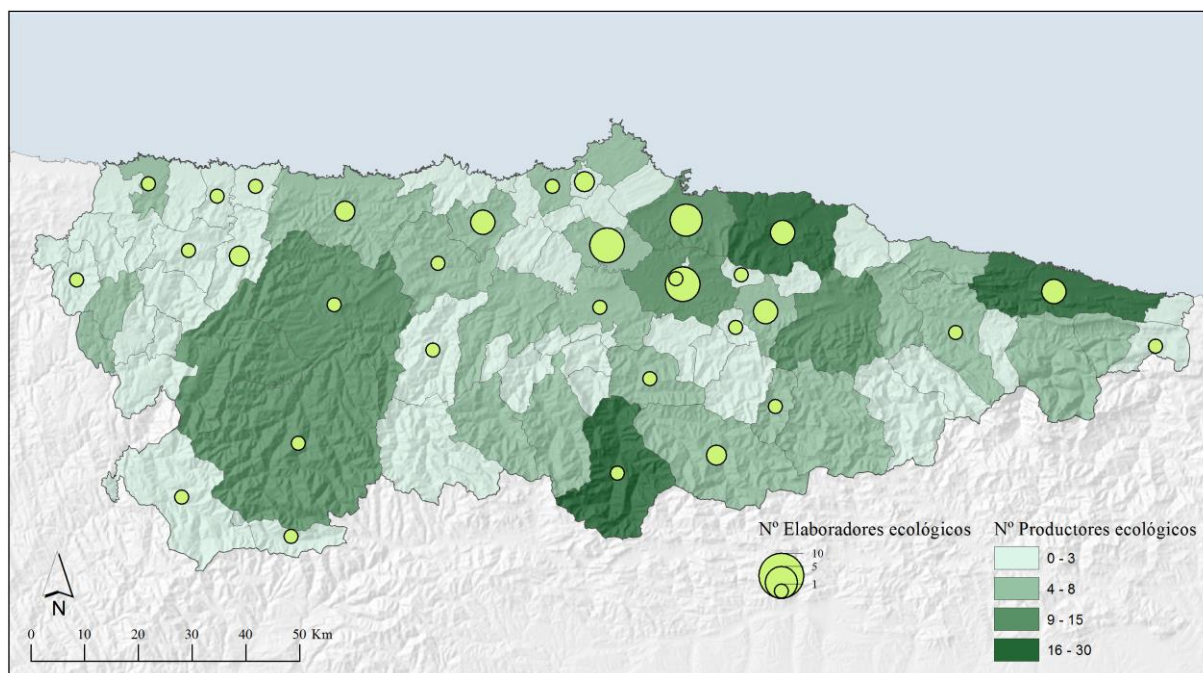 Nº Elaboradores ecológicos
10
5
1
Nº Productores ecológicos
0 - 3
4 - 8
9 - 15
16 - 30
N
0 10 20 30 40 50 Km